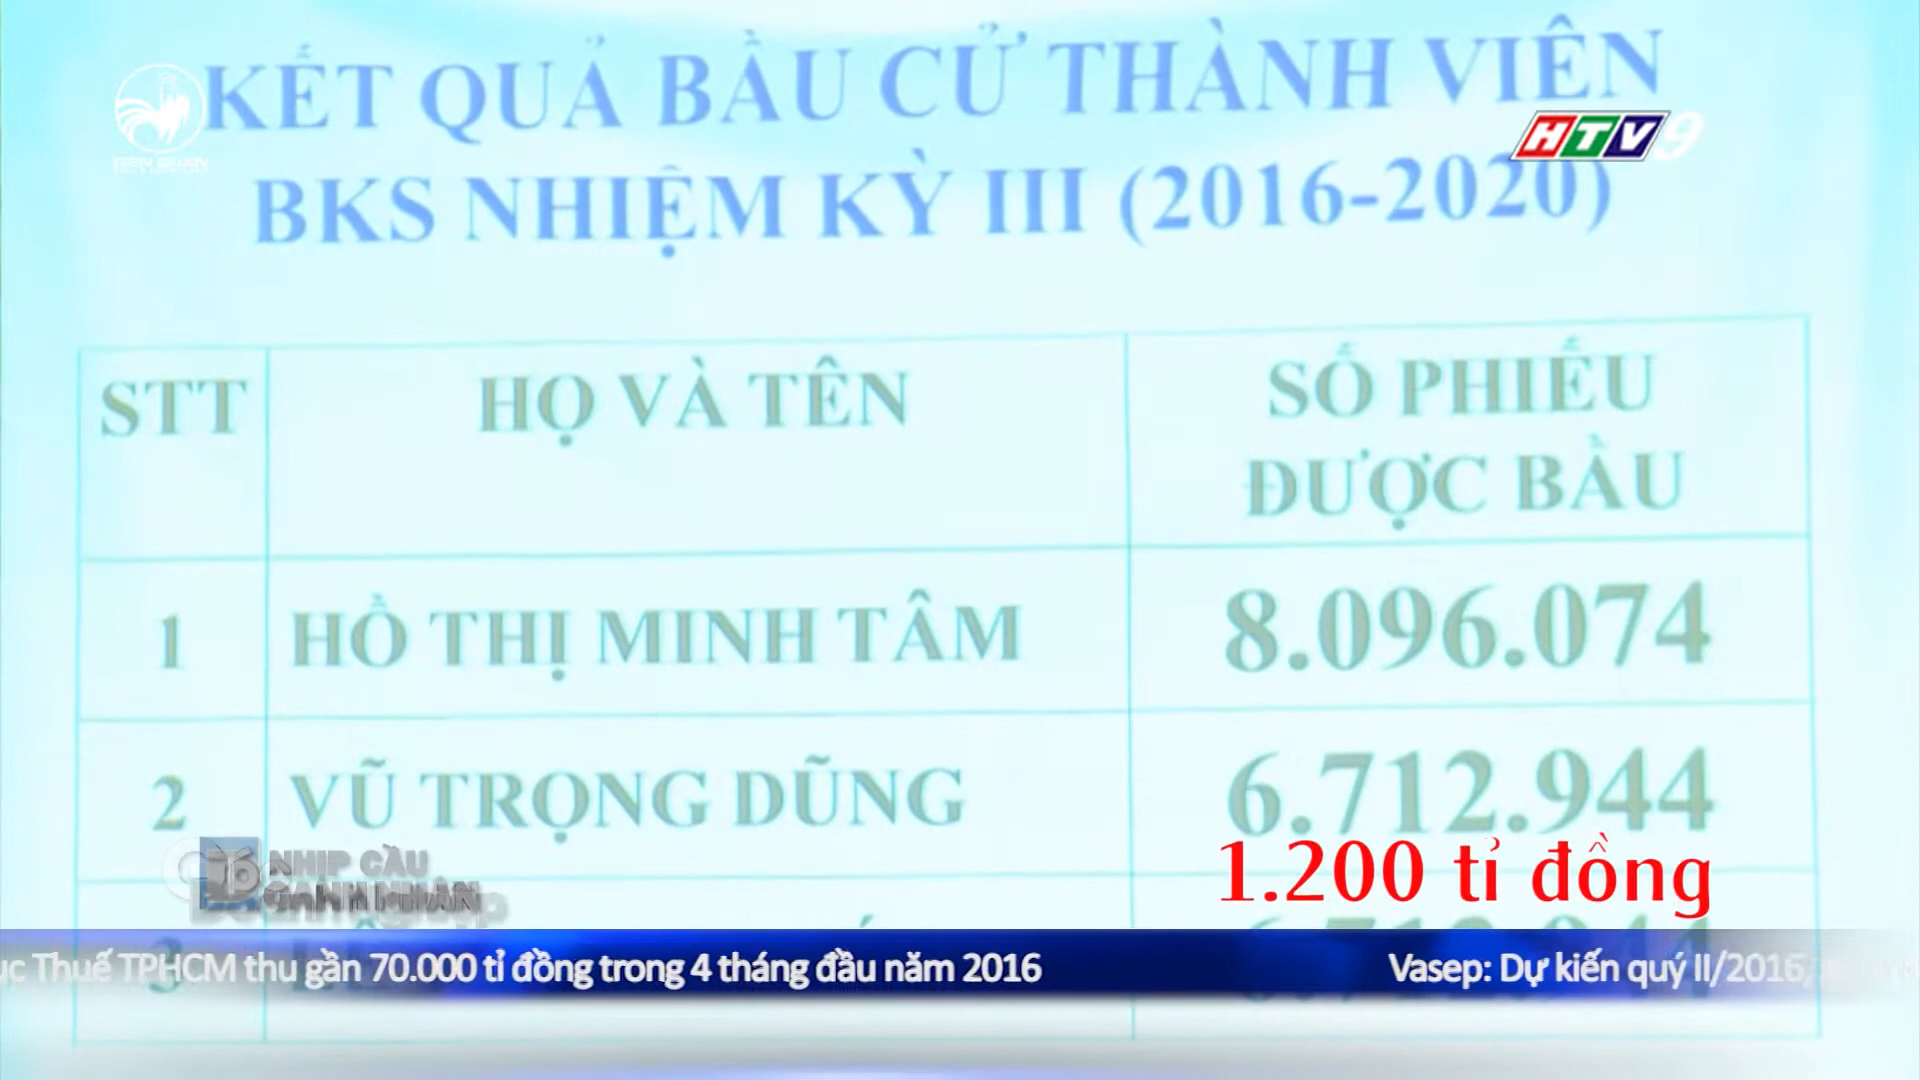 KẾT QUẢ BẦU CỬ THÀNH VIÊN
HTV9
BKS NHIỆM KỲ III (2016-2020)
STT
HỌ VÀ TÊN
SỐ PHIẾU
ĐƯỢC BẦU
1
HỒ THỊ MINH TÂM
8.096.074
2
VŨ TRỌNG DŨNG
6.712.944
1.200 tỉ đồng
NHỊP CẦU
3
Thuế TPHCM thu gần 70.000 tỉ đồng trong 4 tháng đầu năm 2016
Vasep: Dự kiến quý II/2016,